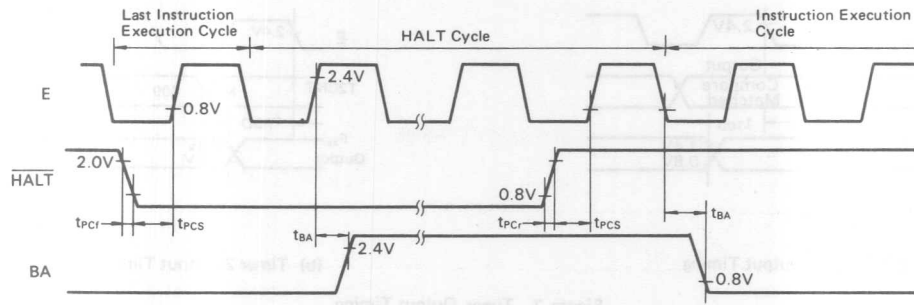 Last Instruction
Execution Cycle
HALT Cycle
Instruction Execution
Cycle
E
0.8V
2.4V
HALT
2.0V
0.8V
tPCf
tPCS
tBA
tPCr
tPCS
tBA
BA
2.4V
0.8V